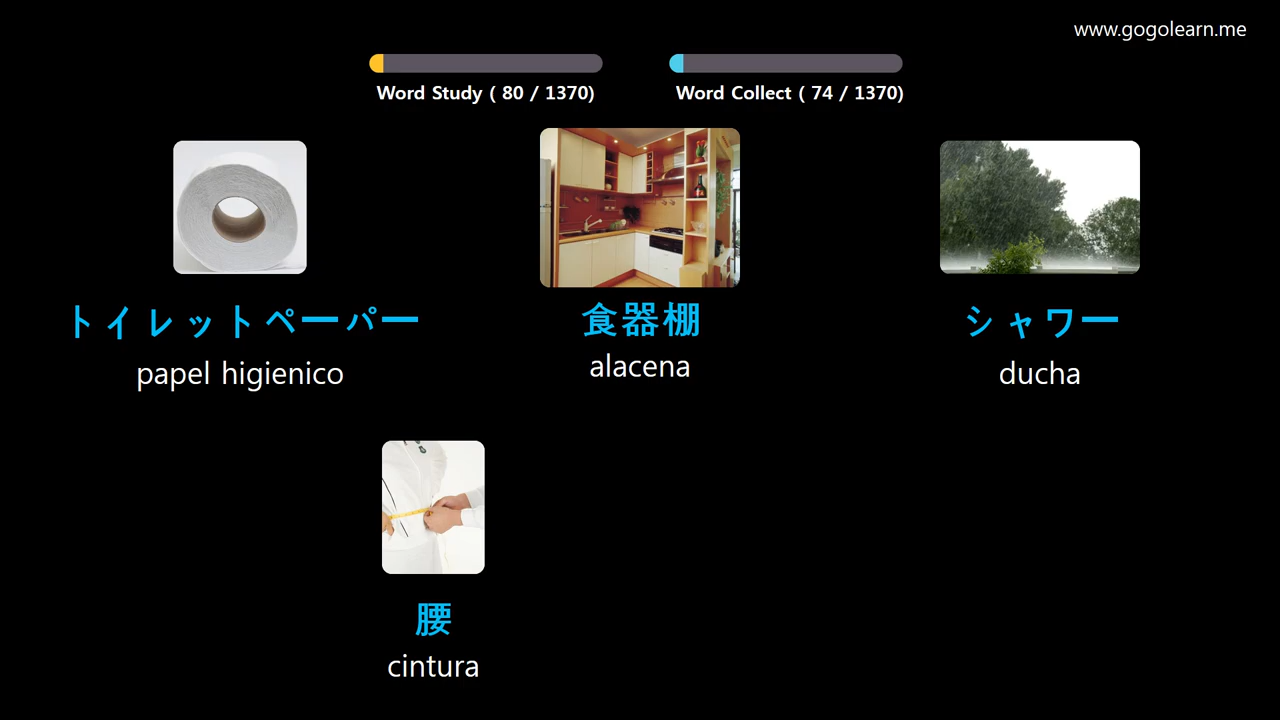 www.gogolearn.me
Word Study ( 80 / 1370)
Word Collect ( 74 / 1370)
トイレットペーパー
papel higienico
食器棚
alacena
シャワー
ducha
腰
cintura